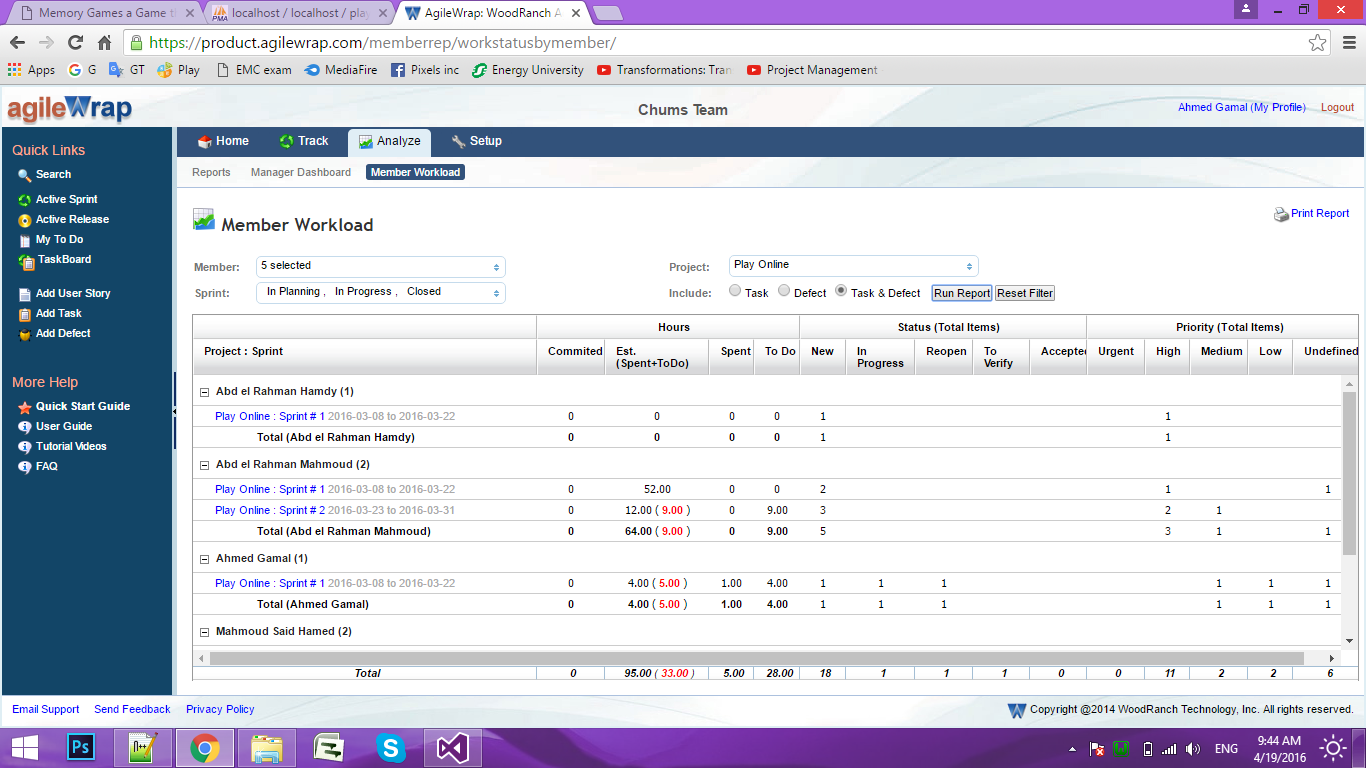 Memory Games a Game th
localhost / localhost / play
AgileWrap: WoodRanch A
https://product.agilewrap.com/memberrep/workstatusbymember/
Apps G GT Play EMC exam MediaFire Pixels inc Energy University Transformations: Tran Project Management
agileWrap
Chums Team
Ahmed Gamal (My Profile) Logout
Home Track Analyze Setup
Reports Manager Dashboard Member Workload
Quick Links
Search
Active Sprint
Active Release
My To Do
TaskBoard
Add User Story
Add Task
Add Defect
More Help
Quick Start Guide
User Guide
Tutorial Videos
FAQ
Member Workload
Print Report
Member: 5 selected Project: Play Online
Sprint: In Planning , In Progress , Closed Include: Task Defect Task & Defect Run Report Reset Filter
Hours Status (Total Items) Priority (Total Items)
Project : Sprint Commited Est. (Spent+ToDo) Spent To Do New In Progress Reopen To Verify Accepted Urgent High Medium Low Undefined
Abd el Rahman Hamdy (1)
Play Online : Sprint # 1 2016-03-08 to 2016-03-22 0 0 0 0 1 1
Total (Abd el Rahman Hamdy) 0 0 0 0 1 1
Abd el Rahman Mahmoud (2)
Play Online : Sprint # 1 2016-03-08 to 2016-03-22 0 52.00 0 0 2 1 1
Play Online : Sprint # 2 2016-03-23 to 2016-03-31 0 12.00 ( 9.00 ) 0 9.00 3 2 1
Total (Abd el Rahman Mahmoud) 0 64.00 ( 9.00 ) 0 9.00 5 3 1 1
Ahmed Gamal (1)
Play Online : Sprint # 1 2016-03-08 to 2016-03-22 0 4.00 ( 5.00 ) 1.00 4.00 1 1 1 1 1 1
Total (Ahmed Gamal) 0 4.00 ( 5.00 ) 1.00 4.00 1 1 1 1 1 1
Mahmoud Said Hamed (2)
Total 0 95.00 ( 33.00 ) 5.00 28.00 18 1 1 1 0 0 11 2 2 6
Email Support Send Feedback Privacy Policy
Copyright @2014 WoodRanch Technology, Inc. All rights reserved.
ENG
9:44 AM
4/19/2016